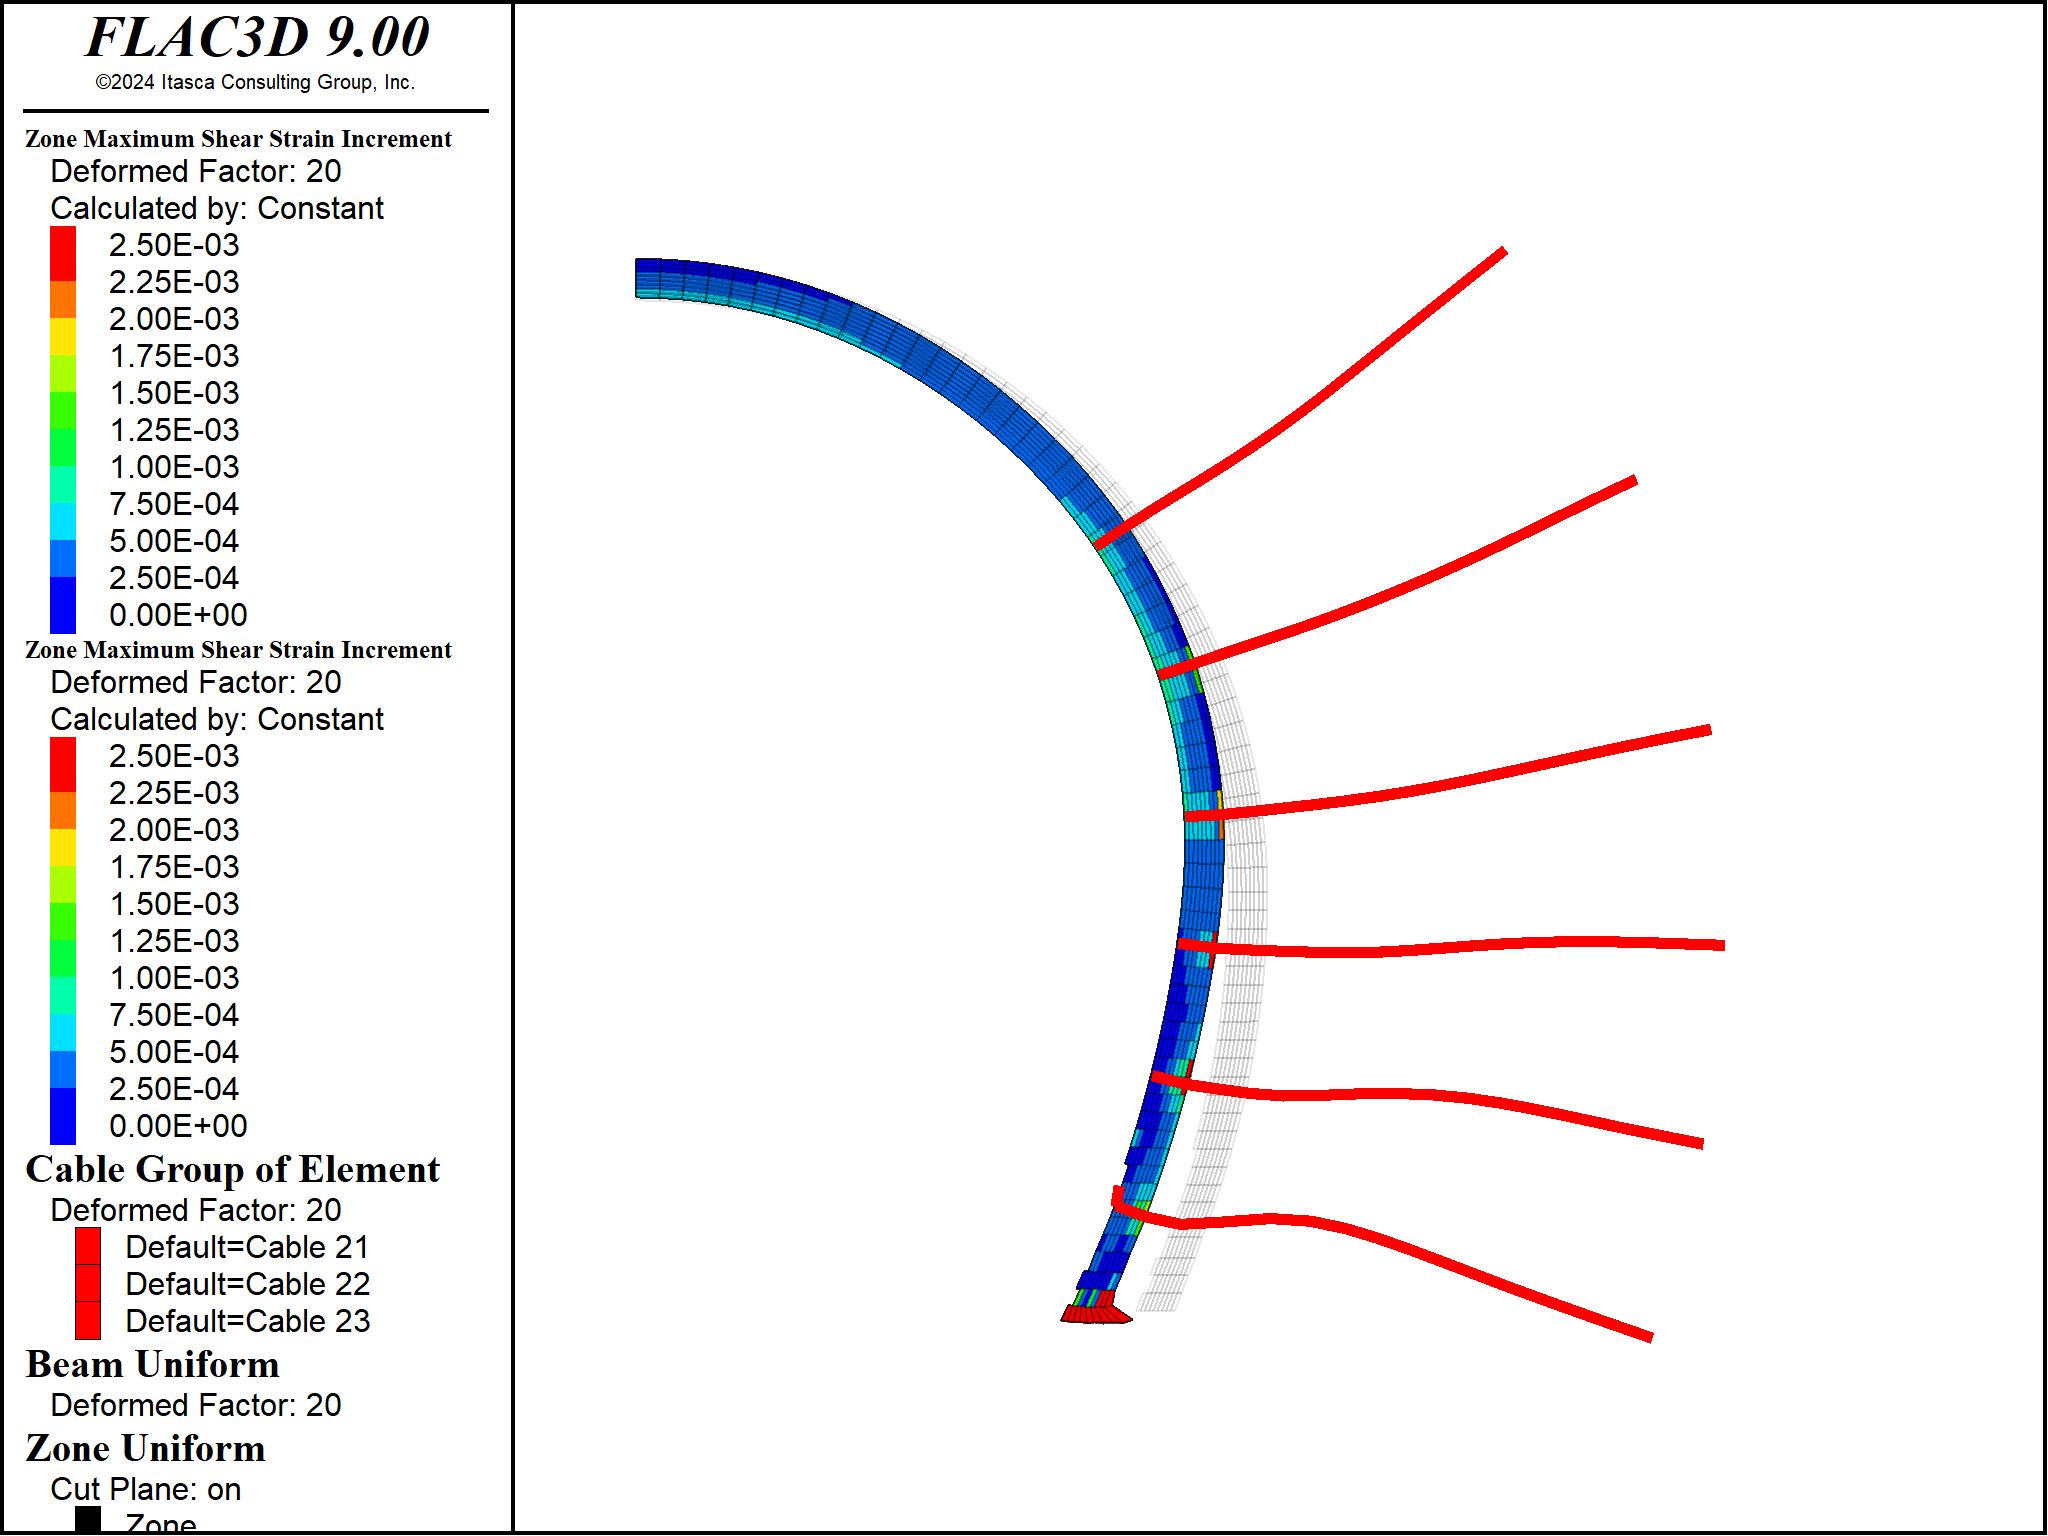 FLAC3D 9.00
©2024 Itasca Consulting Group, Inc.
Zone Maximum Shear Strain Increment
Deformed Factor: 20
Calculated by: Constant
2.50E-03
2.25E-03
2.00E-03
1.75E-03
1.50E-03
1.25E-03
1.00E-03
7.50E-04
5.00E-04
2.50E-04
0.00E+00
Zone Maximum Shear Strain Increment
Deformed Factor: 20
Calculated by: Constant
2.50E-03
2.25E-03
2.00E-03
1.75E-03
1.50E-03
1.25E-03
1.00E-03
7.50E-04
5.00E-04
2.50E-04
0.00E+00
Cable Group of Element
Deformed Factor: 20
Default=Cable 21
Default=Cable 22
Default=Cable 23
Beam Uniform
Deformed Factor: 20
Zone Uniform
Cut Plane: on
Zone